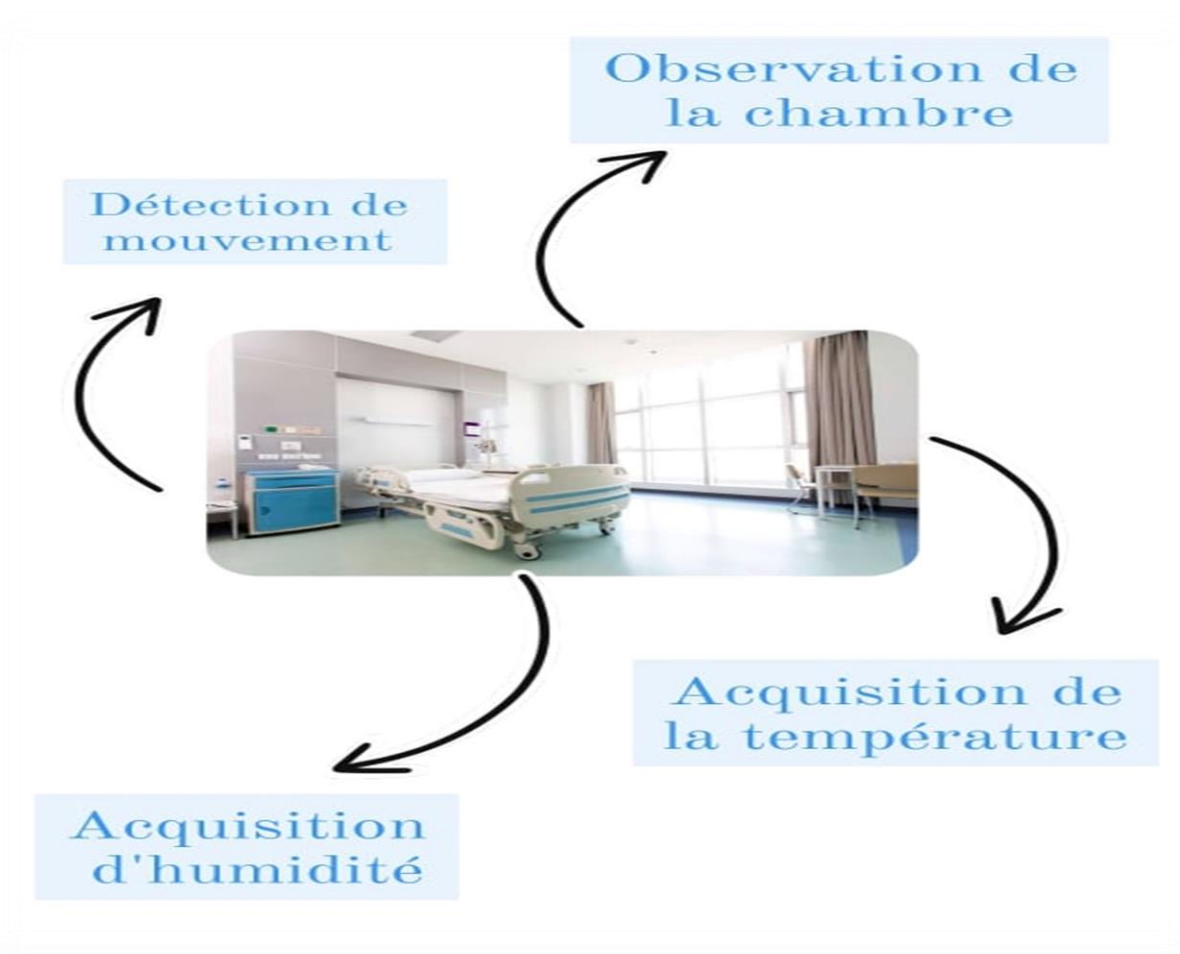 Observation de
la chambre
Détection de
mouvement
Acquisition de
la température
Acquisition
d'humidité